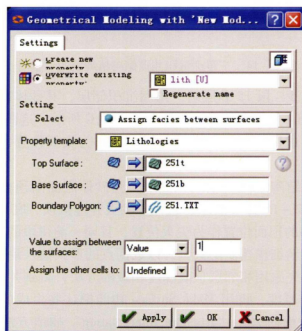 Geometrical Modeling with 'New Mod...
Settings
Create new property
Overwrite existing property:
lith [U]
Regenerate name
Setting
Select
Assign facies between surfaces
Property template:
Lithologies
Top Surface :
251t
Base Surface :
251b
Boundary Polygon:
251.TXT
Value to assign between
the surfaces:
Value
1
Assign the other cells to:
Undefined
0
Apply
OK
Cancel